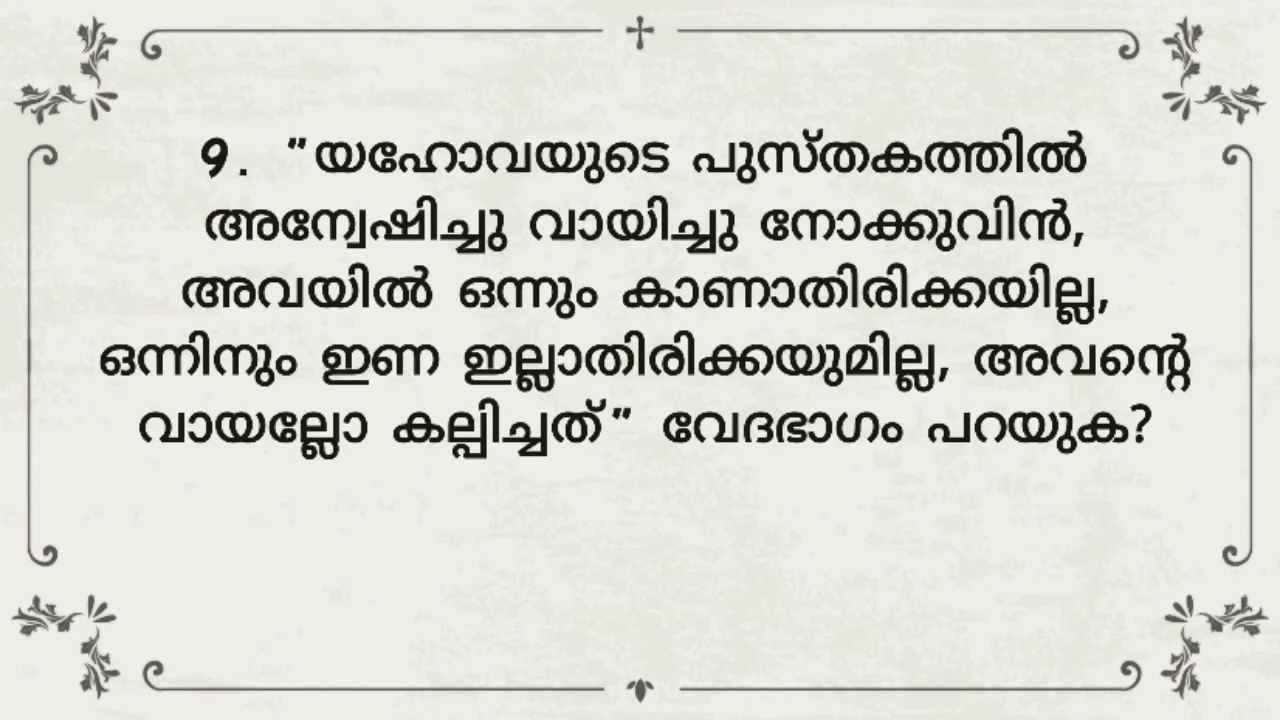 9. "യഹോവയുടെ പുസ്തകത്തിൽ
അന്വേഷിച്ചു വായിച്ചു നോക്കുവിൻ,
അവയിൽ ഒന്നും കാണാതിരിക്കയില്ല,
ഒന്നിനും ഇണ ഇല്ലാതിരിക്കയുമില്ല, അവന്റെ
വായല്ലോ കല്പിച്ചത്" വേദഭാഗം പറയുക?